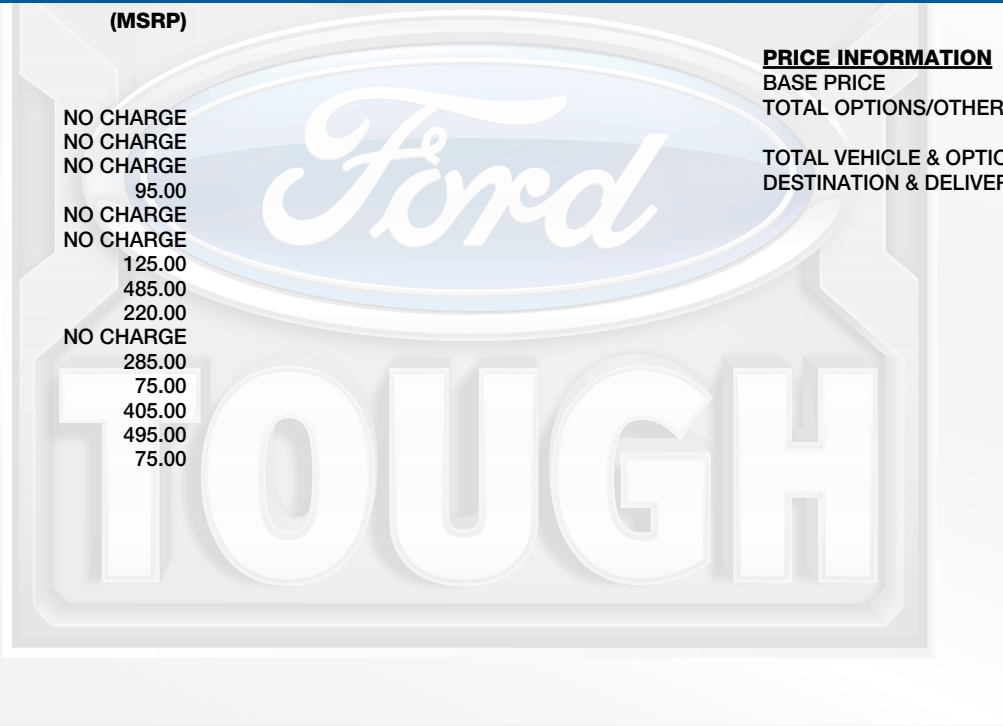 (MSRP)
NO CHARGE
NO CHARGE
NO CHARGE
95.00
NO CHARGE
NO CHARGE
125.00
485.00
220.00
NO CHARGE
285.00
75.00
405.00
495.00
75.00
PRICE INFORMATION
BASE PRICE
TOTAL OPTIONS/OTHER
TOTAL VEHICLE & OPTIO
DESTINATION & DELIVER
Ford
TOUGH